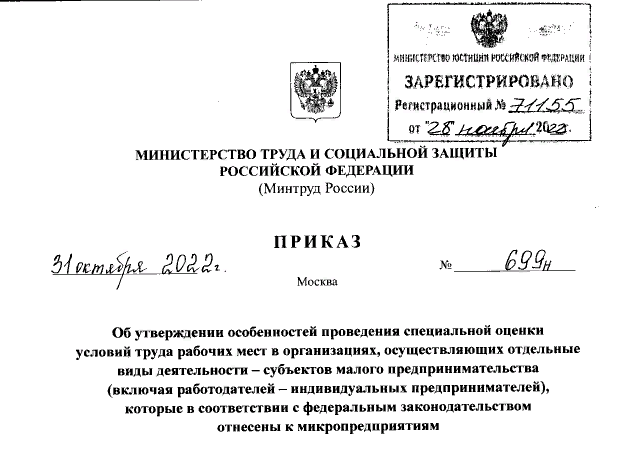 МИНИСТЕРСТВО ЮСТИЦИИ РОССИЙСКОЙ ФЕДЕРАЦИИ
ЗАРЕГИСТРИРОВАНО
Регистрационный № 71155
от "28" ноября 2022.
МИНИСТЕРСТВО ТРУДА И СОЦИАЛЬНОЙ ЗАЩИТЫ
РОССИЙСКОЙ ФЕДЕРАЦИИ
(Минтруд России)
ПРИКАЗ
31 октября 2022г.
№ 699н
Москва
Об утверждении особенностей проведения специальной оценки
условий труда рабочих мест в организациях, осуществляющих отдельные
виды деятельности – субъектов малого предпринимательства
(включая работодателей – индивидуальных предпринимателей),
которые в соответствии с федеральным законодательством
отнесены к микропредприятиям